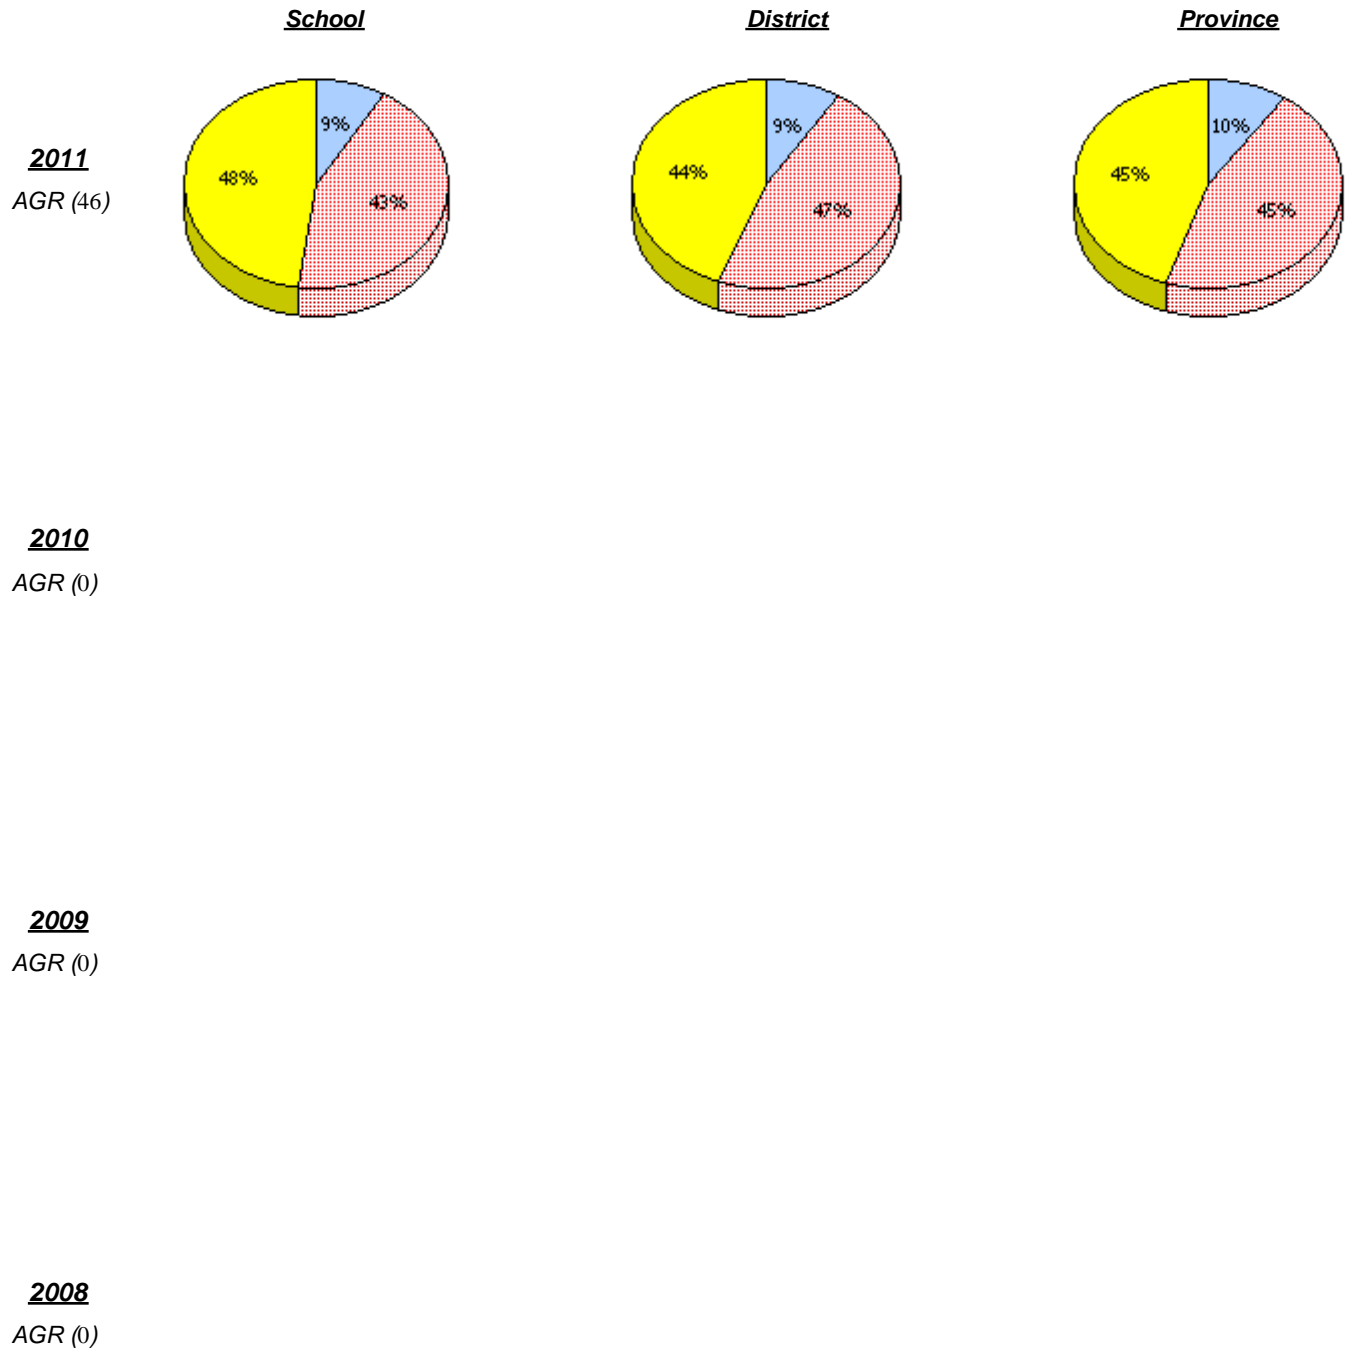 School District Province
2011
AGR (46)
9%
48%
43%
9%
44%
47%
10%
45%
45%
2010
AGR (0)
2009
AGR (0)
2008
AGR (0)